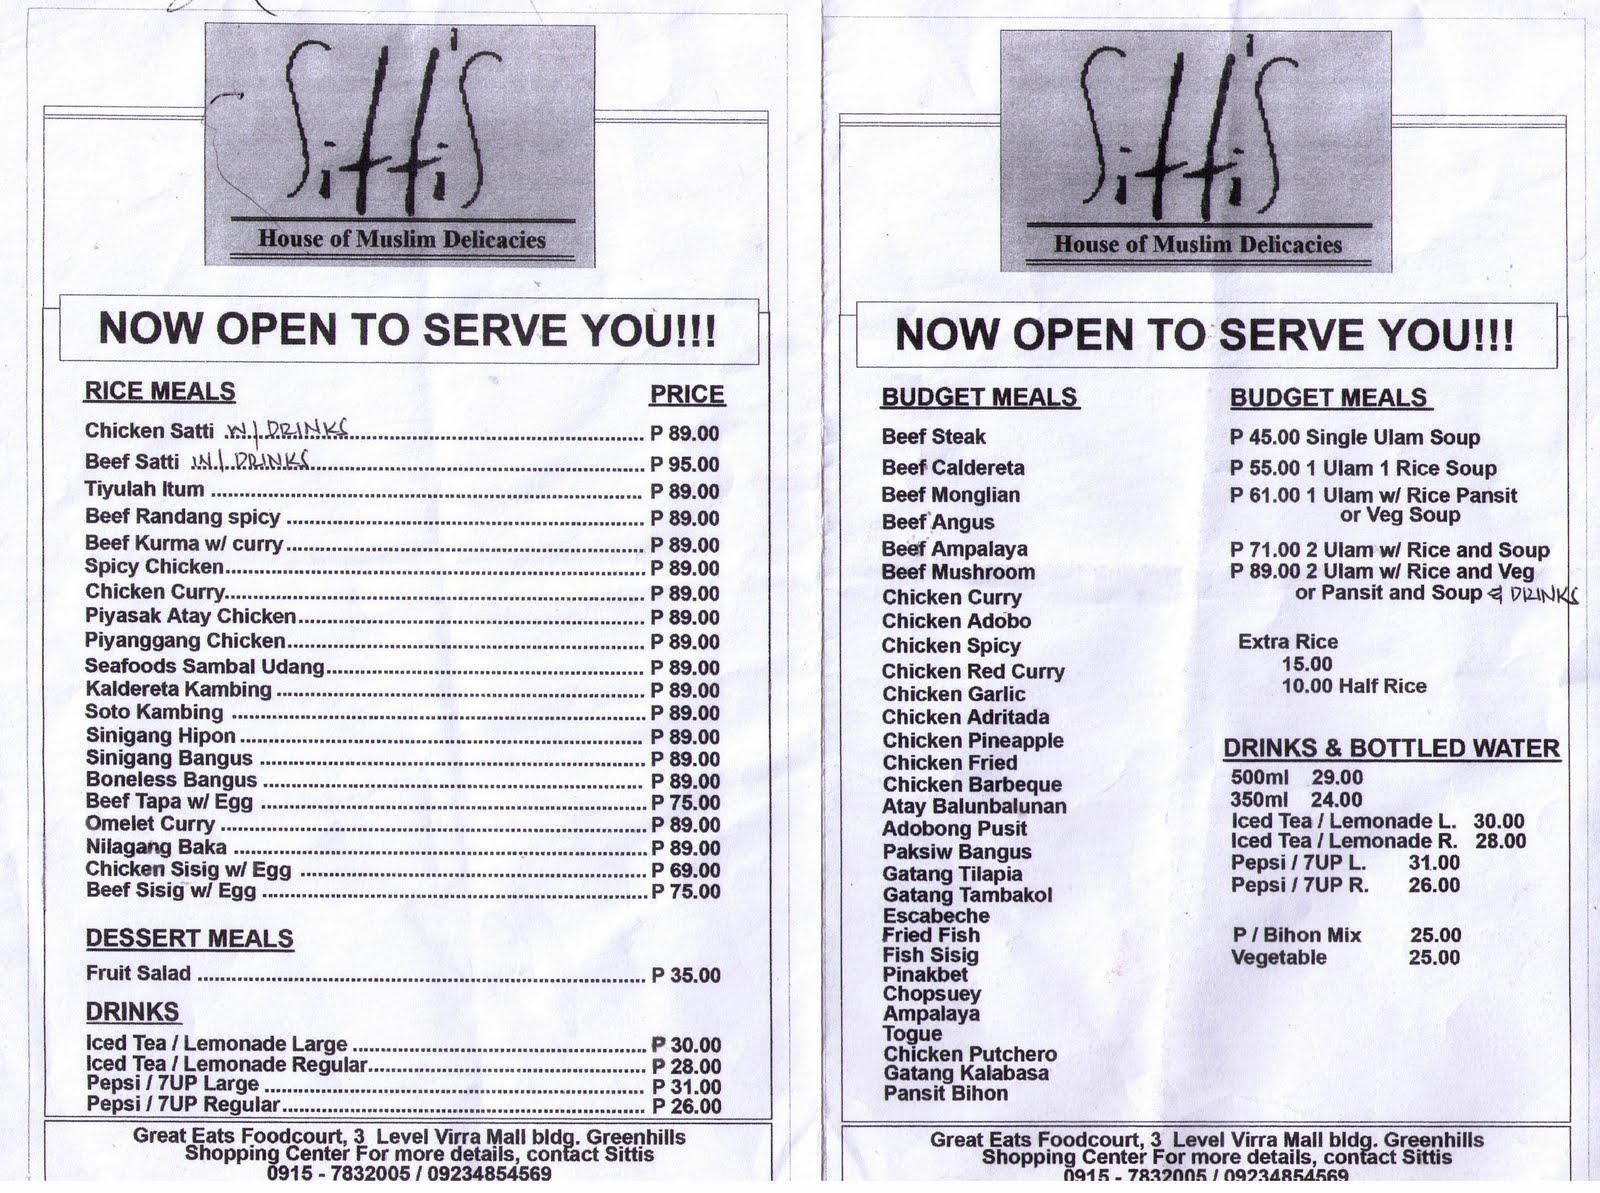 Sitti's
House of Muslim Delicacies
NOW OPEN TO SERVE YOU!!!
RICE MEALS PRICE
Chicken Satti W/ DRINKS P 89.00
Beef Satti W/ DRINKS P 95.00
Tiyulah Itum P 89.00
Beef Randang spicy P 89.00
Beef Kurma w/ curry P 89.00
Spicy Chicken P 89.00
Chicken Curry P 89.00
Piyasak Atay Chicken P 89.00
Piyanggang Chicken P 89.00
Seafoods Sambal Udang P 89.00
Kaldereta Kambing P 89.00
Soto Kambing P 89.00
Sinigang Hipon P 89.00
Sinigang Bangus P 89.00
Boneless Bangus P 89.00
Beef Tapa w/ Egg P 75.00
Omelet Curry P 89.00
Nilagang Baka P 89.00
Chicken Sisig w/ Egg P 69.00
Beef Sisig w/ Egg P 75.00
DESSERT MEALS
Fruit Salad P 35.00
DRINKS
Iced Tea / Lemonade Large P 30.00
Iced Tea / Lemonade Regular P 28.00
Pepsi / 7UP Large P 31.00
Pepsi / 7UP Regular P 26.00
Great Eats Foodcourt, 3 Level Virra Mall bldg. Greenhills
Shopping Center For more details, contact Sittis
0915 - 7832005 / 09234854569
Sitti's
House of Muslim Delicacies
NOW OPEN TO SERVE YOU!!!
BUDGET MEALS
Beef Steak
Beef Caldereta
Beef Monglian
Beef Angus
Beef Ampalaya
Beef Mushroom
Chicken Curry
Chicken Adobo
Chicken Spicy
Chicken Red Curry
Chicken Garlic
Chicken Adritada
Chicken Pineapple
Chicken Fried
Chicken Barbeque
Atay Balunbalunan
Adobong Pusit
Paksiw Bangus
Gatang Tilapia
Gatang Tambakol
Escabeche
Fried Fish
Fish Sisig
Pinakbet
Chopsuey
Ampalaya
Togue
Chicken Putchero
Gatang Kalabasa
Pansit Bihon
BUDGET MEALS
P 45.00 Single Ulam Soup
P 55.00 1 Ulam 1 Rice Soup
P 61.00 1 Ulam w/ Rice Pansit
or Veg Soup
P 71.00 2 Ulam w/ Rice and Soup
P 89.00 2 Ulam w/ Rice and Veg
or Pansit and Soup & DRINKS
Extra Rice
15.00
10.00 Half Rice
DRINKS & BOTTLED WATER
500ml 29.00
350ml 24.00
Iced Tea / Lemonade L. 30.00
Iced Tea / Lemonade R. 28.00
Pepsi / 7UP L. 31.00
Pepsi / 7UP R. 26.00
P / Bihon Mix 25.00
Vegetable 25.00
Great Eats Foodcourt, 3 Level Virra Mall bldg. Greenhills
Shopping Center For more details, contact Sittis
0915 - 7832005 / 09234854569